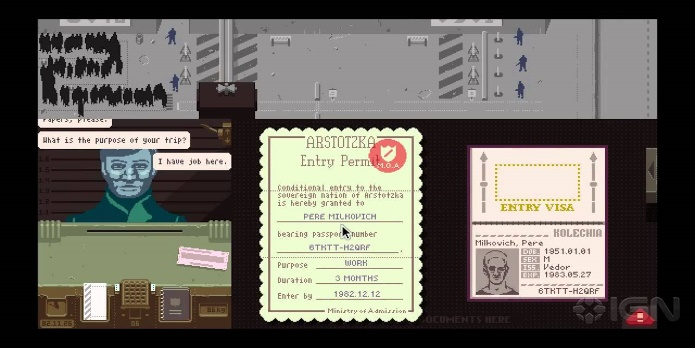 Papers, please.
What is the purpose of your trip?
I have job here.
ARSTOTZKA
Entry Permit
M.O.A
Conditional entry to the
sovereign nation of Arstotzka
is hereby granted to
PERE MILKOVICH
bearing passport number
6TKTT-H2QRF.
Purpose WORK
Duration 3 MONTHS
Enter by 1982.12.12
Ministry of Admission
ENTRY VISA
KOLECHIA
Milkovich, Pere
DOB 1951.01.01
SEX M
ISS Vedor
EXP 1983.05.27
6TKTT-H2QRF
DOCUMENTS HERE
IGN